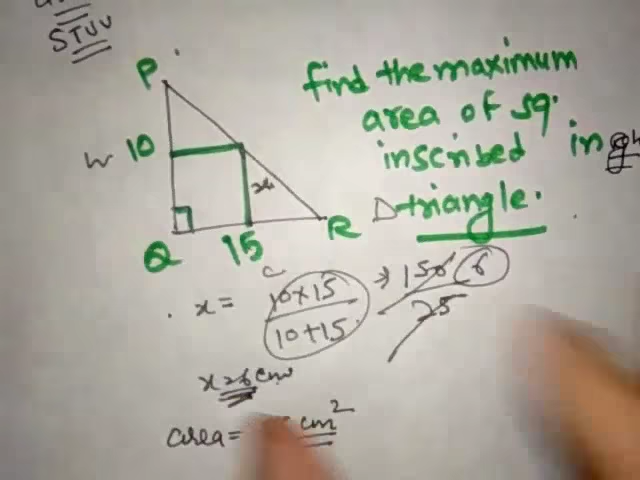 STUV
P
find the maximum
area of sq.
inscribed in
triangle.
10
x
Q
15
R
x = 10×15 / 10+15 → 150 / 25 6
x = 6 cm
area = cm²